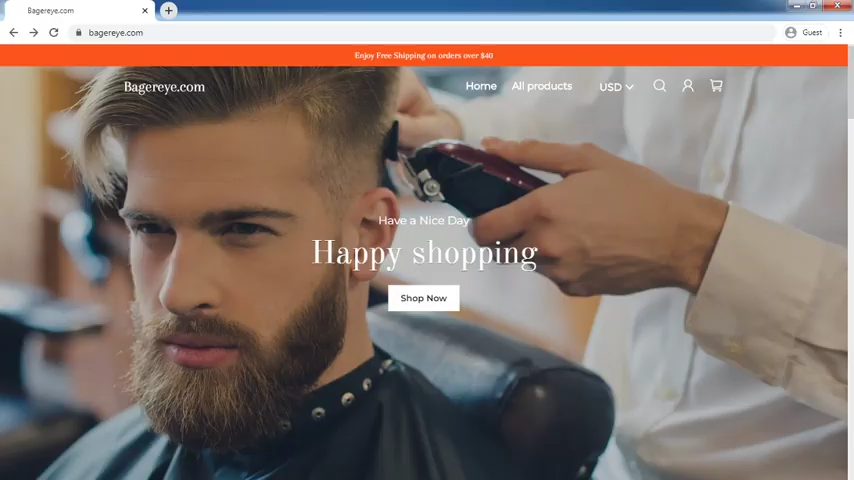 Bagereye.com
bagereye.com
Guest
Enjoy Free Shipping on orders over $40
Bagereye.com
Home
All products
USD
Have a Nice Day
Happy shopping
Shop Now